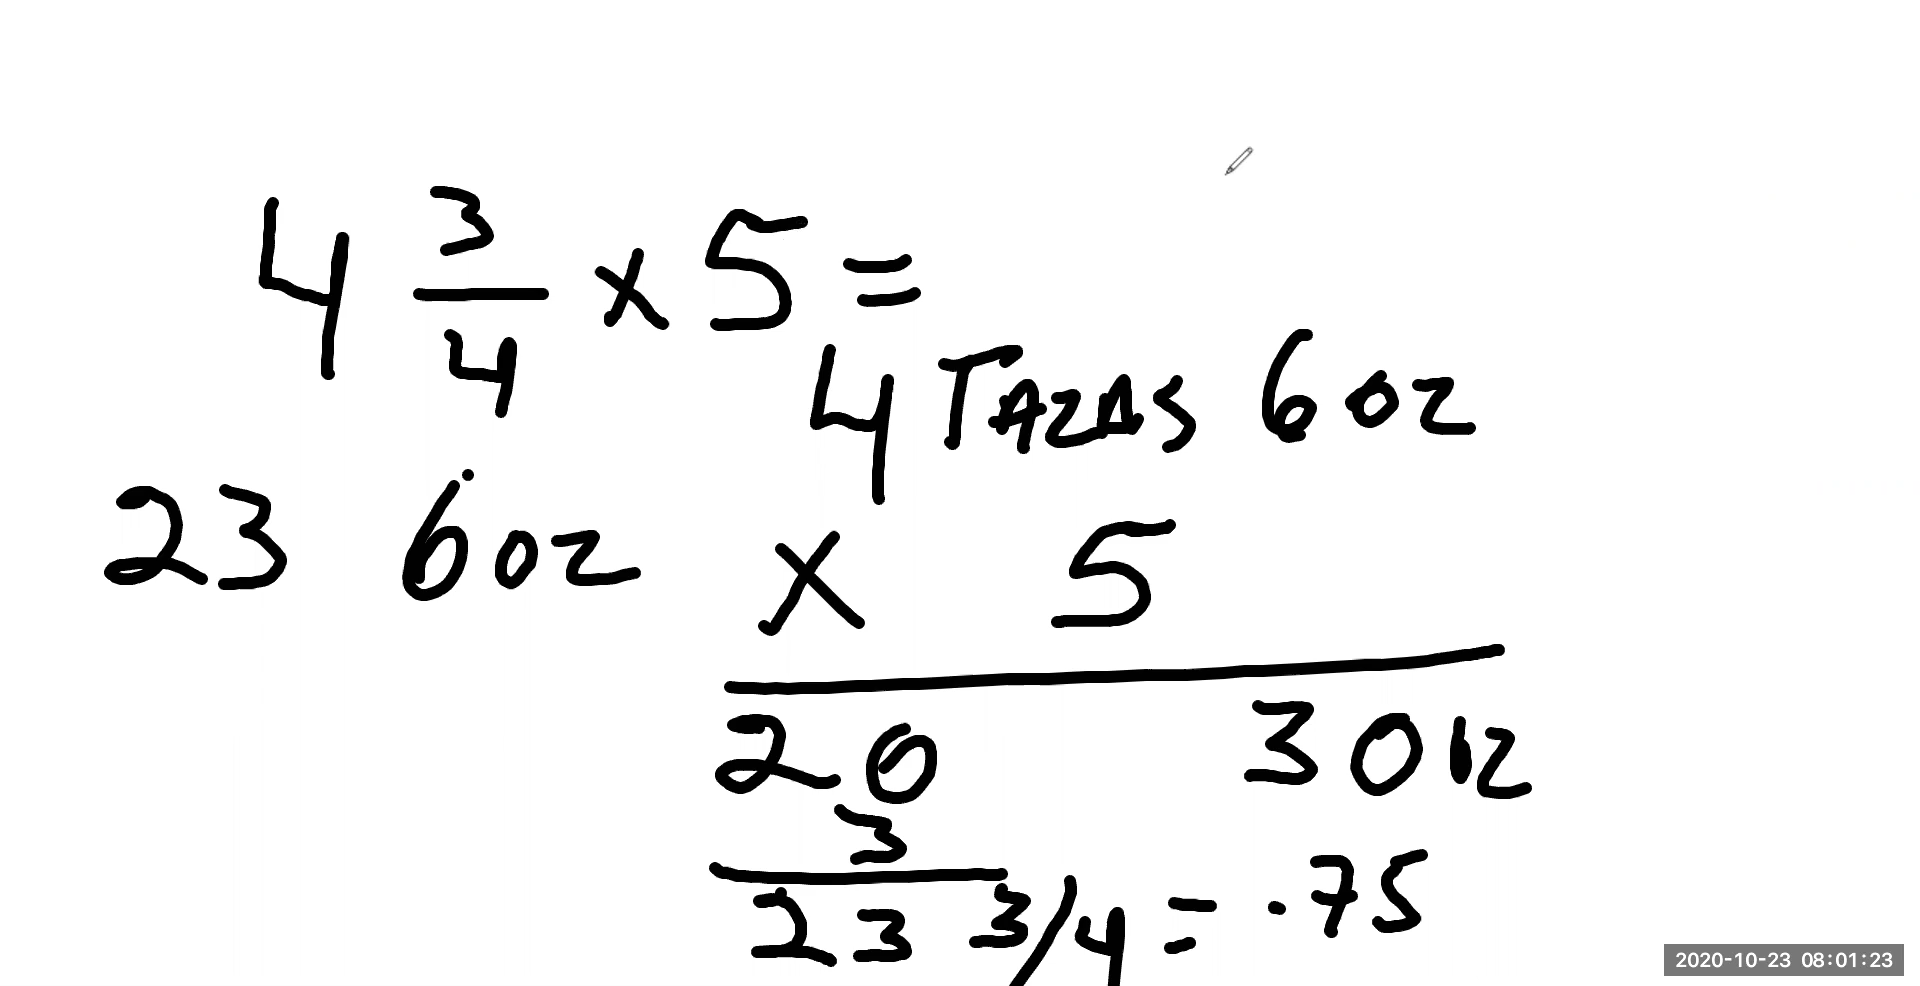 4 3/4 x 5 =
4 TAZAS 6 oz
23 6 oz
x 5
20 30 oz
3
23 3/4 = .75
2020-10-23 08:01:23